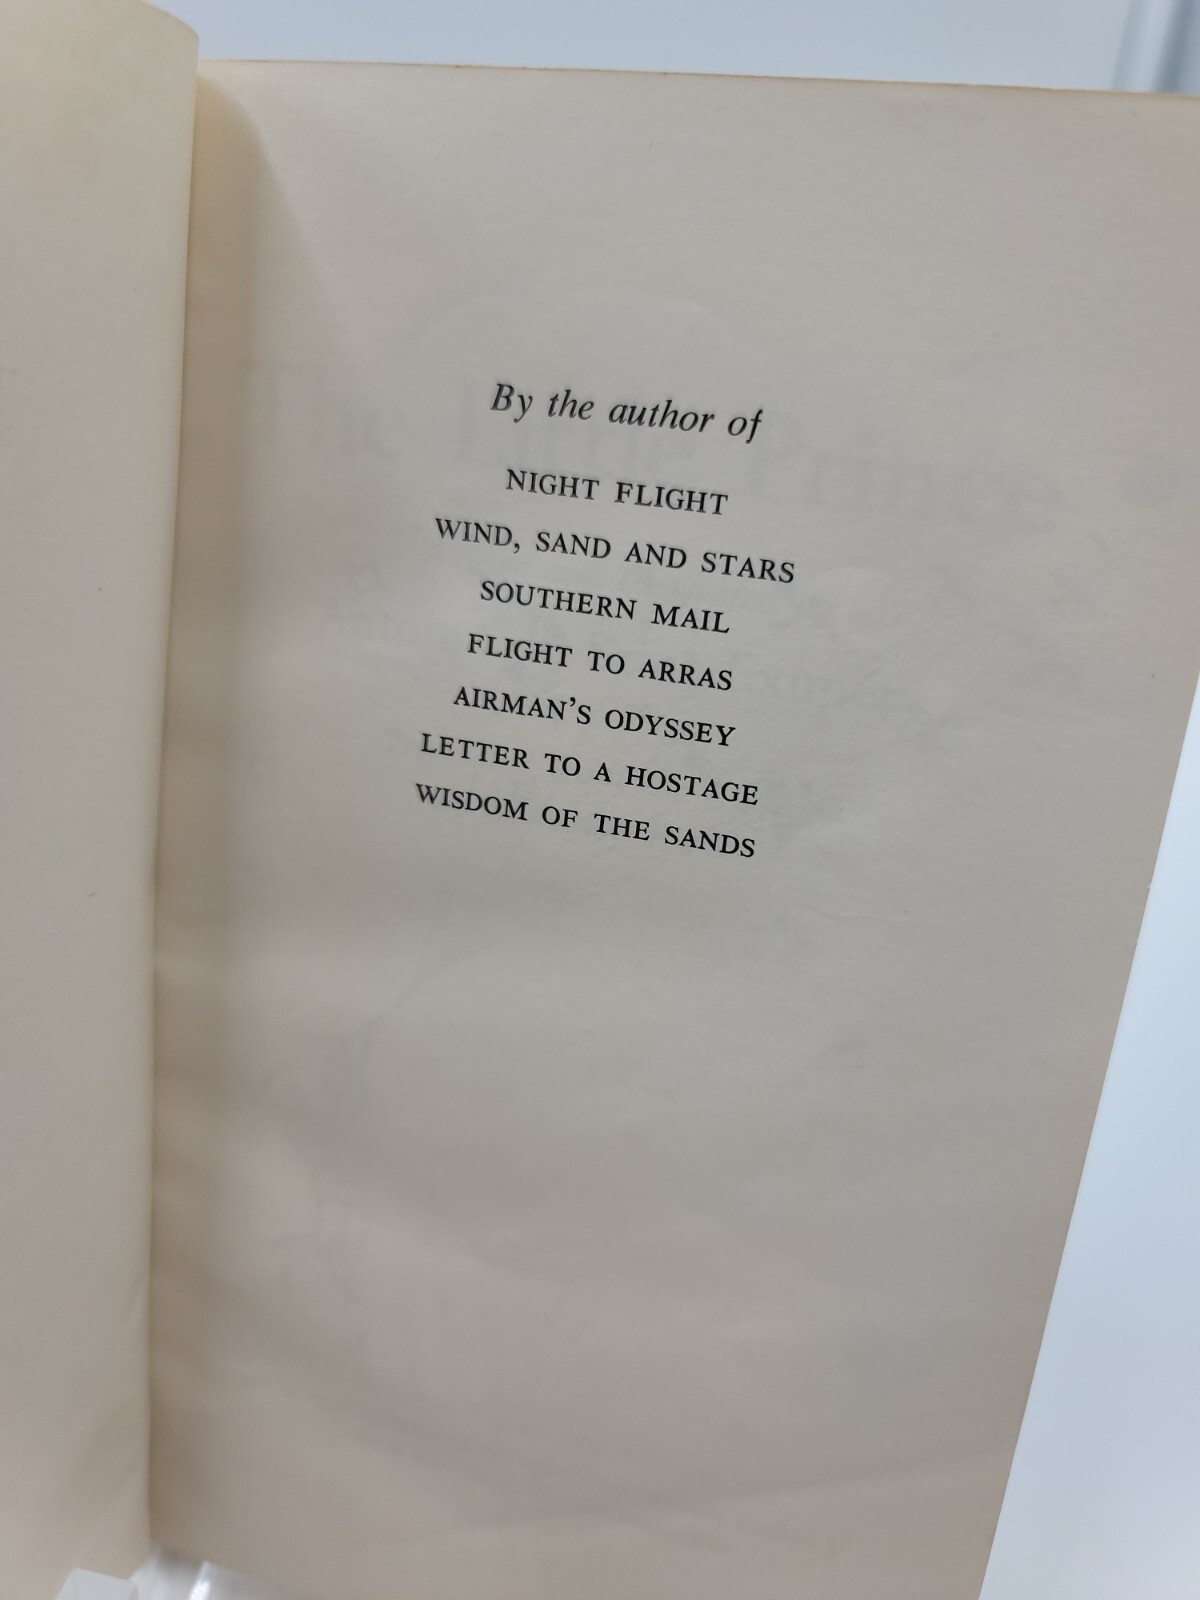 By the author of
NIGHT FLIGHT
WIND, SAND AND STARS
SOUTHERN MAIL
FLIGHT TO ARRAS
AIRMAN'S ODYSSEY
LETTER TO A HOSTAGE
WISDOM OF THE SANDS